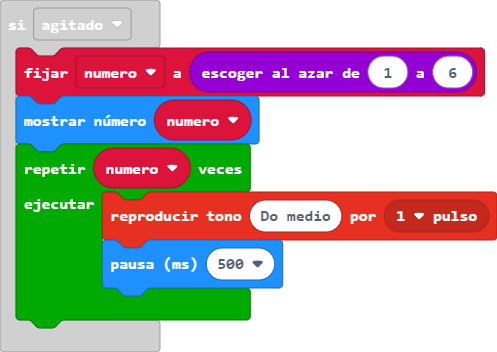 si agitado
fijar numero a escoger al azar de 1 a 6
mostrar número numero
repetir numero veces
ejecutar
reproducir tono Do medio por 1 pulso
pausa (ms) 500